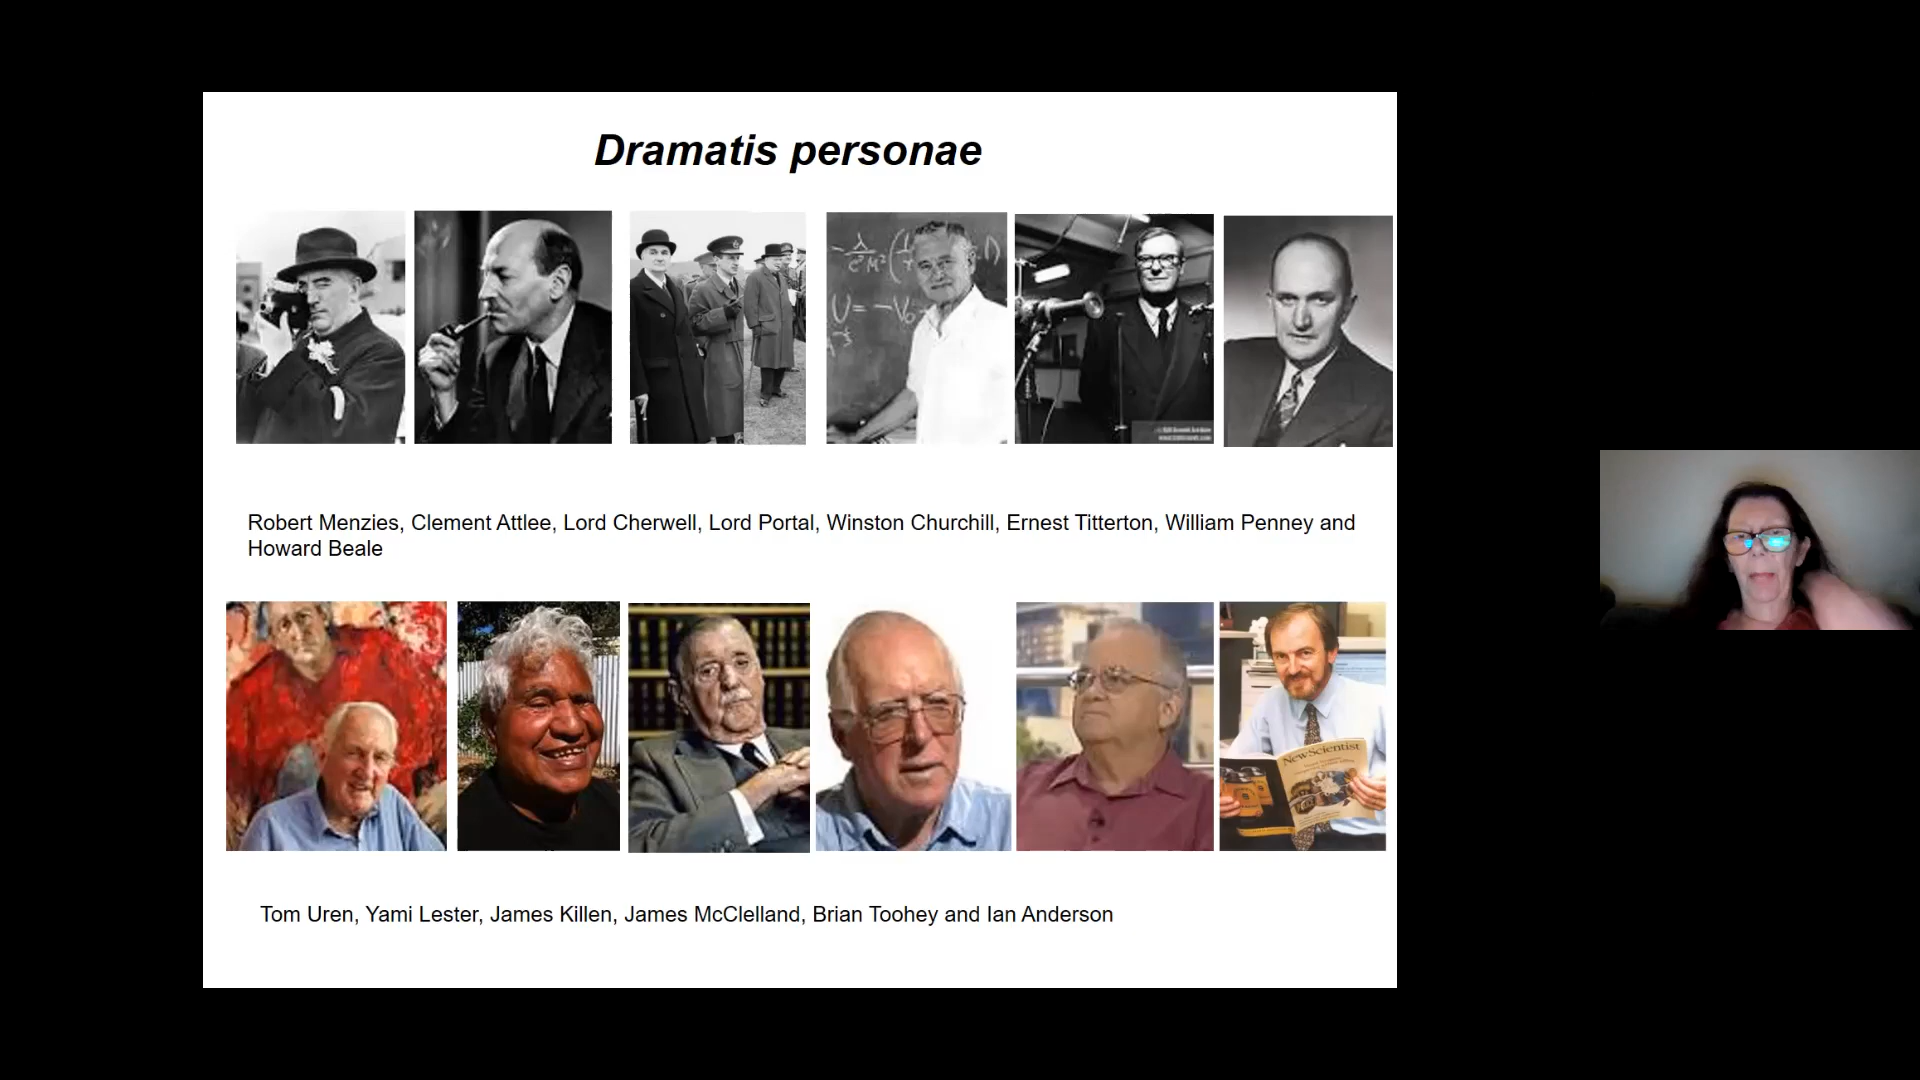 Dramatis personae
Robert Menzies, Clement Attlee, Lord Cherwell, Lord Portal, Winston Churchill, Ernest Titterton, William Penney and
Howard Beale
NewScientist
Tom Uren, Yami Lester, James Killen, James McClelland, Brian Toohey and Ian Anderson